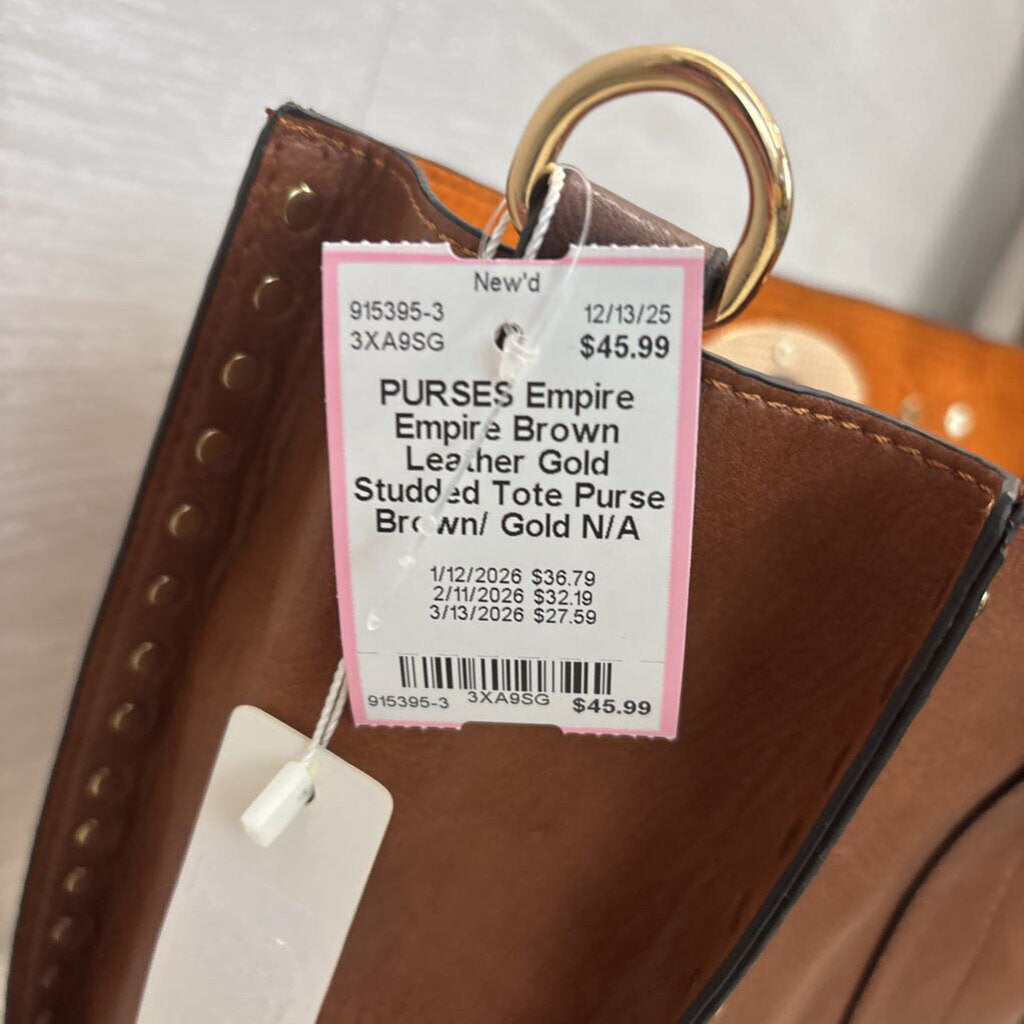 New'd
915395-3 12/13/25
3XA9SG $45.99
PURSES Empire
Empire Brown
Leather Gold
Studded Tote Purse
Brown/ Gold N/A
1/12/2026 $36.79
2/11/2026 $32.19
3/13/2026 $27.59
915395-3 3XA9SG $45.99